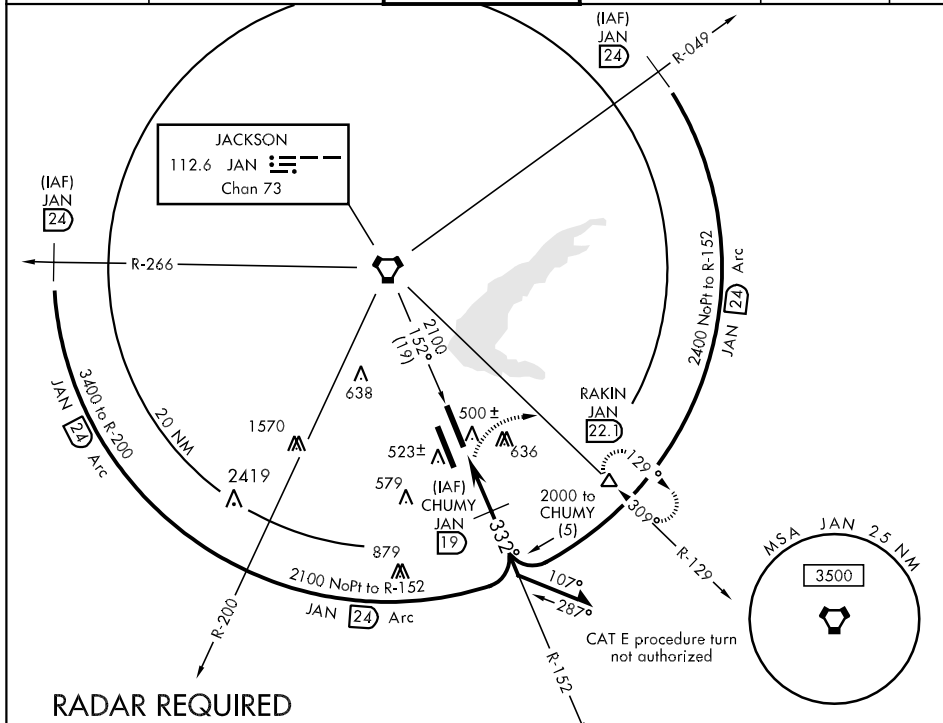 (IAF)
JAN
24
R-049
JACKSON
112.6 JAN
Chan 73
(IAF)
JAN
24
R-266
2100
152°
(19)
2400 NoPt to R-152
JAN 24 Arc
3400 to R-200
JAN 24 Arc
20 NM
638
1570
2419
500±
523±
636
579
RAKIN
JAN
22.1
129°
309°
R-129
(IAF)
CHUMY
JAN
19
332°
2000 to
CHUMY
(5)
879
2100 NoPt to R-152
JAN 24 Arc
R-200
107°
287°
CAT E procedure turn
not authorized
R-152
MSA JAN 25 NM
3500
RADAR REQUIRED